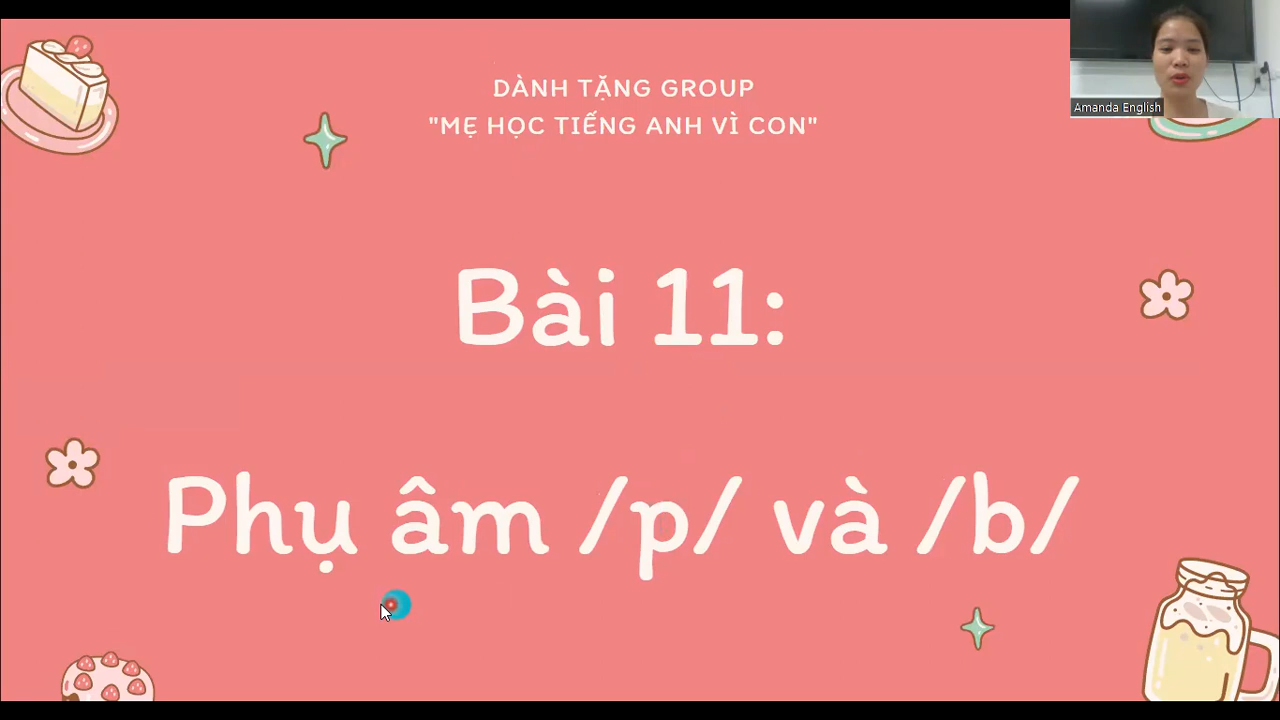 DÀNH TẶNG GROUP
"MẸ HỌC TIẾNG ANH VÌ CON"
Amanda English
Bài 11:
Phụ âm /p/ và /b/